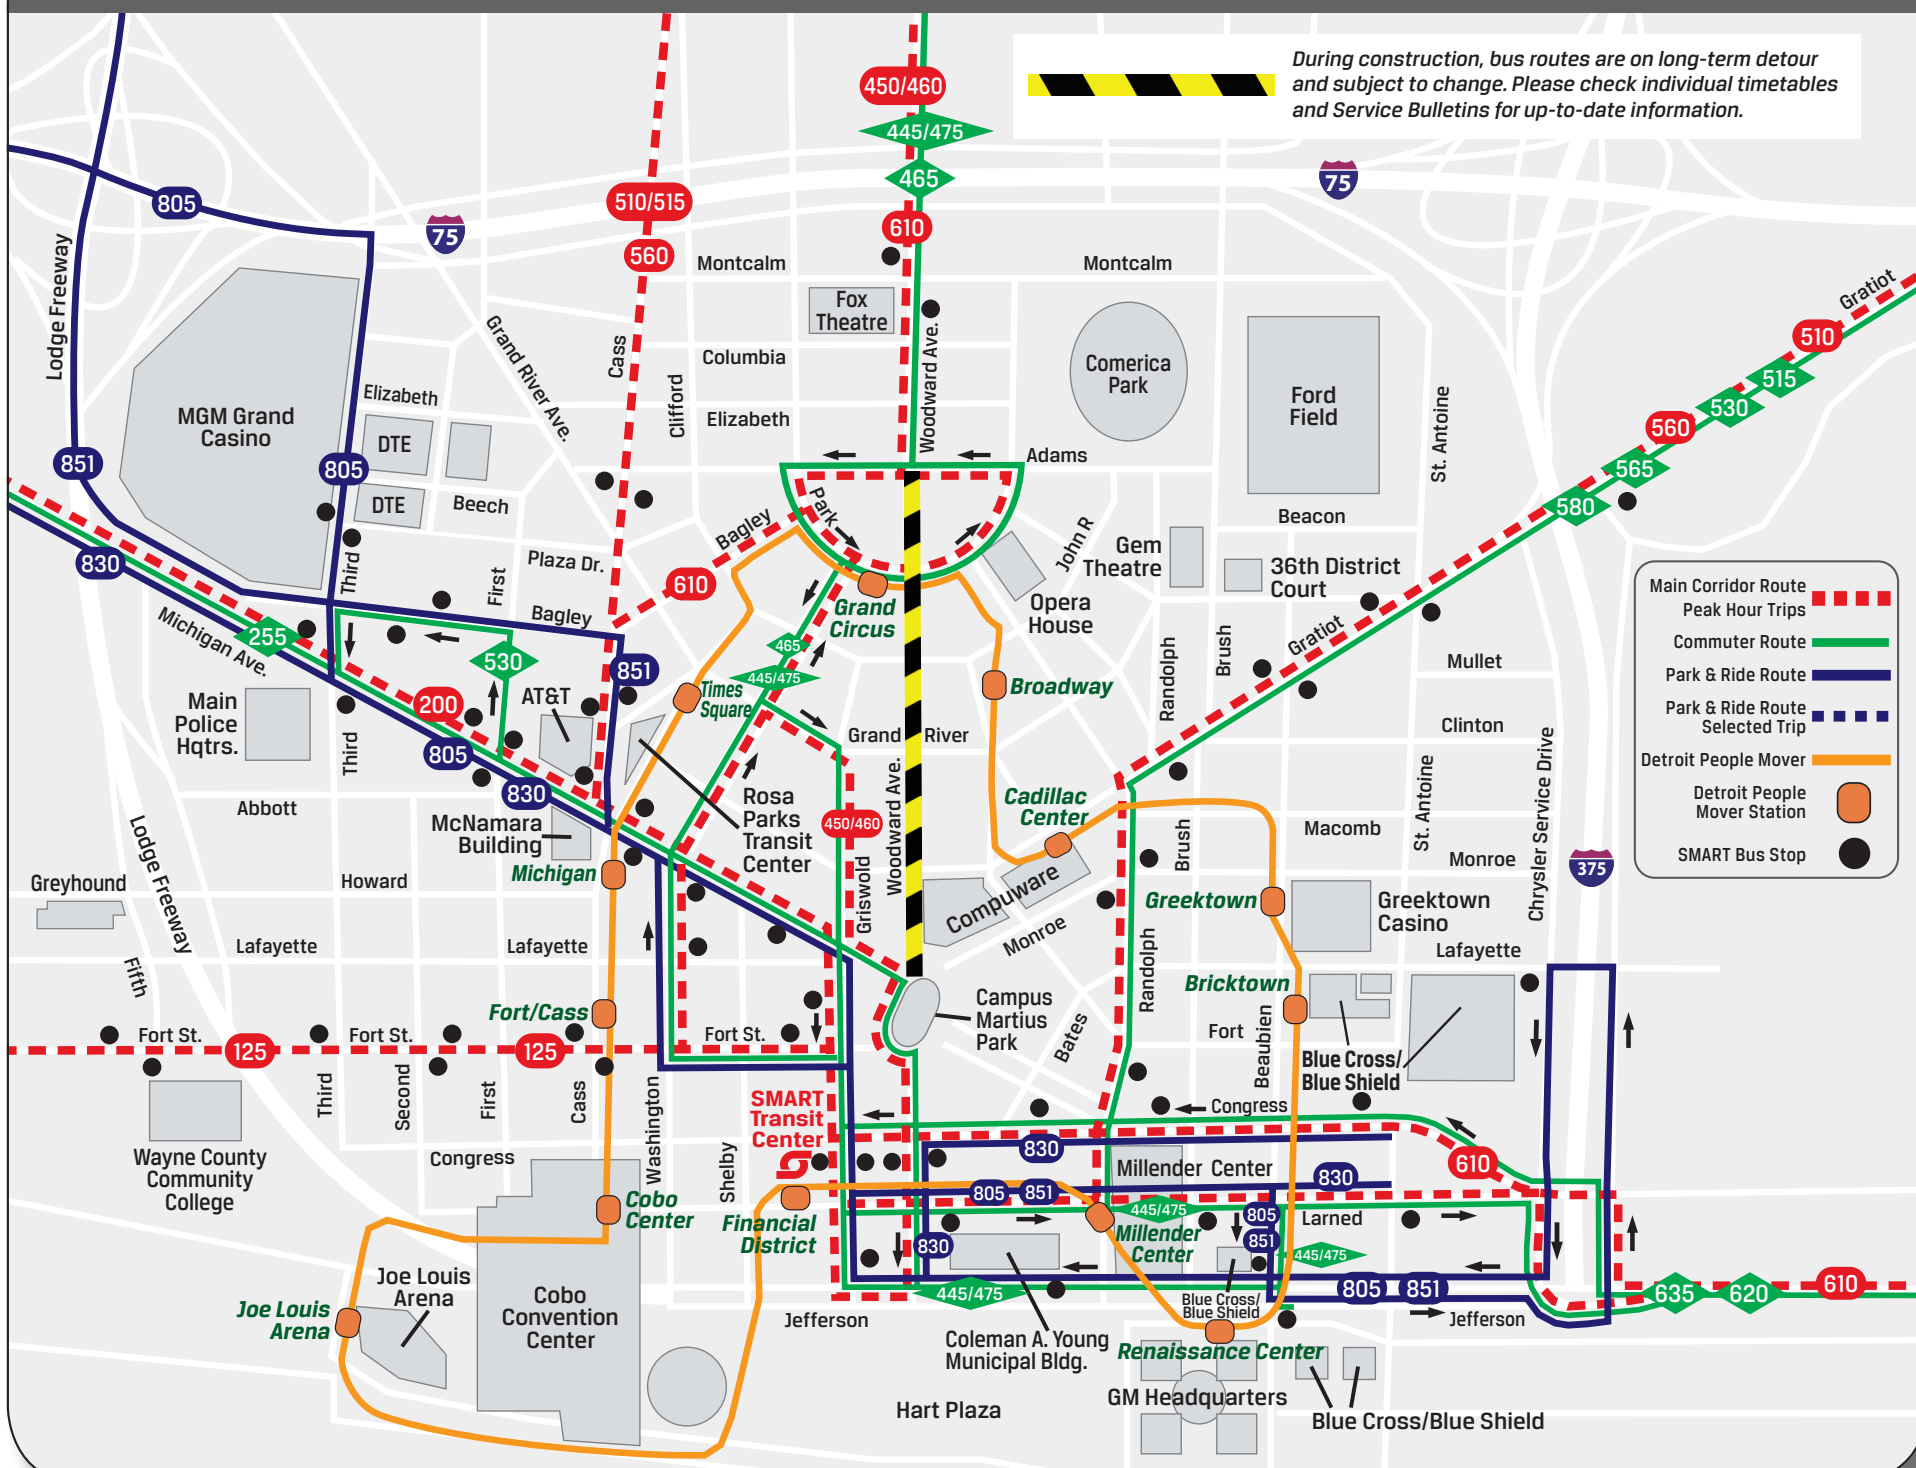 During construction, bus routes are on long-term detour
and subject to change. Please check individual timetables
and Service Bulletins for up-to-date information.
450/460
445/475
465
610
75
75
805
510/515
560
Lodge Freeway
Montcalm
Montcalm
Fox
Theatre
Gratiot
510
515
530
560
565
580
Grand River Ave.
Cass
Columbia
Clifford
Elizabeth
Elizabeth
Woodward Ave.
Comerica
Park
Ford
Field
St. Antoine
MGM Grand
Casino
DTE
DTE
851
805
Beech
Adams
Park
Bagley
Beacon
John R
Gem
Theatre
36th District
Court
Opera
House
830
Third
Plaza Dr.
First
Bagley
610
Grand
Circus
Gratiot
Main Corridor Route
Peak Hour Trips
Commuter Route
Park & Ride Route
Park & Ride Route
Selected Trip
Detroit People Mover
Detroit People
Mover Station
SMART Bus Stop
Michigan Ave.
255
530
851
465
445/475
Times
Square
Broadway
Randolph
Brush
Mullet
Main
Police
Hqtrs.
200
AT&T
Third
805
830
Grand
River
Clinton
Chrysler Service Drive
Abbott
McNamara
Building
Michigan
Rosa
Parks
Transit
Center
450/460
Griswold
Woodward Ave.
Cadillac
Center
Brush
Macomb
St. Antoine
Monroe
375
Greyhound
Lodge Freeway
Howard
Compuware
Monroe
Greektown
Greektown
Casino
Lafayette
Lafayette
Lafayette
Fifth
Fort/Cass
Randolph
Bricktown
Campus
Martius
Park
Bates
Fort
Beaubien
Blue Cross/
Blue Shield
Fort St.
Fort St.
Fort St.
125
125
Third
Second
First
Cass
Washington
SMART
Transit
Center
Congress
Wayne County
Community
College
Congress
Shelby
830
Millender Center
830
610
805
851
445/475
805
851
Larned
Cobo
Center
Financial
District
830
Millender
Center
445/475
Joe Louis
Arena
Joe Louis
Arena
Cobo
Convention
Center
445/475
Blue Cross/
Blue Shield
805
851
635
620
610
Jefferson
Jefferson
Coleman A. Young
Municipal Bldg.
Renaissance Center
GM Headquarters
Hart Plaza
Blue Cross/Blue Shield